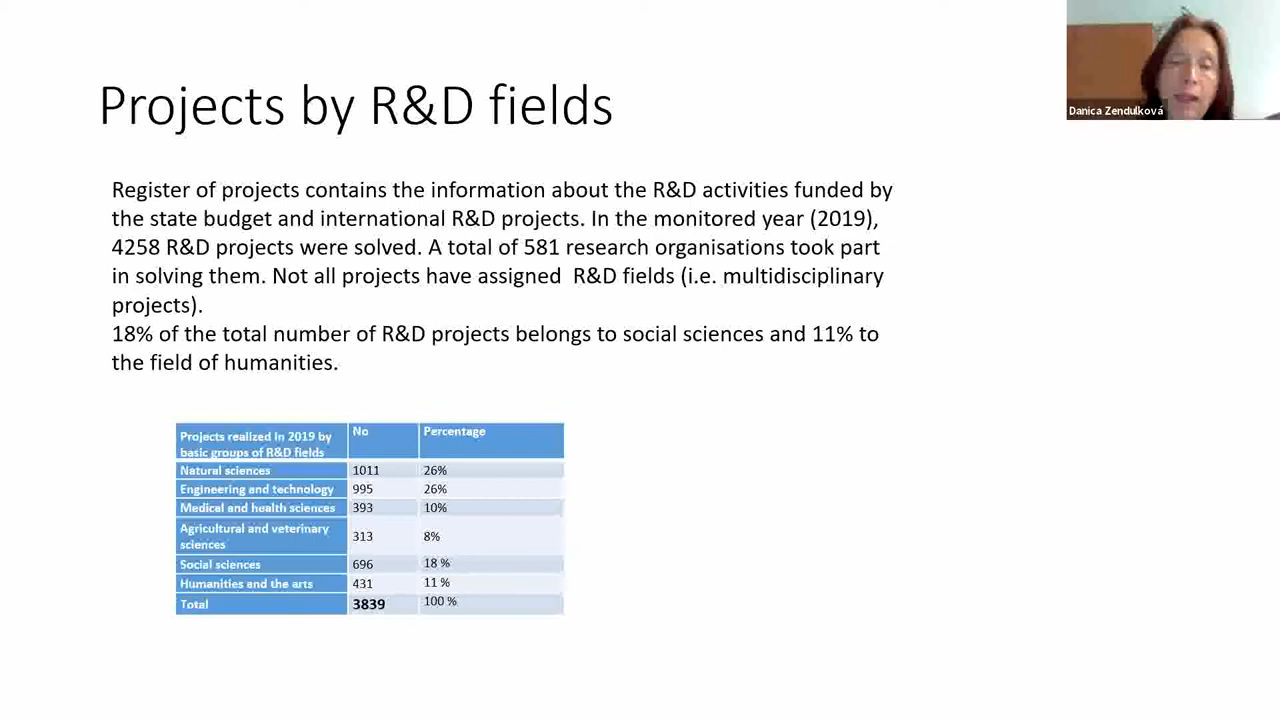 Projects by R&D fields
Danica Zendulková
Register of projects contains the information about the R&D activities funded by
the state budget and international R&D projects. In the monitored year (2019),
4258 R&D projects were solved. A total of 581 research organisations took part
in solving them. Not all projects have assigned  R&D fields (i.e. multidisciplinary
projects).
18% of the total number of R&D projects belongs to social sciences and 11% to
the field of humanities.
Projects realized in 2019 by
basic groups of R&D fields
No
Percentage
Natural sciences 1011 26%
Engineering and technology 995 26%
Medical and health sciences 393 10%
Agricultural and veterinary
sciences
313 8%
Social sciences 696 18 %
Humanities and the arts 431 11 %
Total 3839 100 %